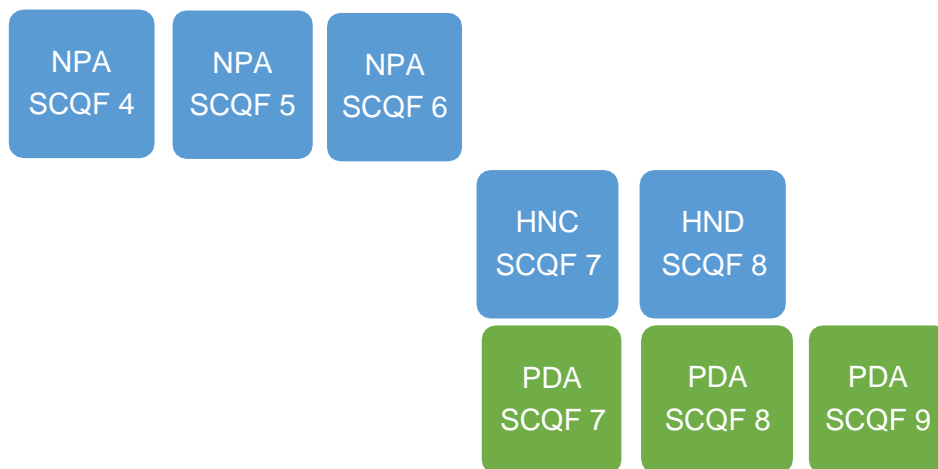 NPA
SCQF 4
NPA
SCQF 5
NPA
SCQF 6
HNC
SCQF 7
HND
SCQF 8
PDA
SCQF 7
PDA
SCQF 8
PDA
SCQF 9